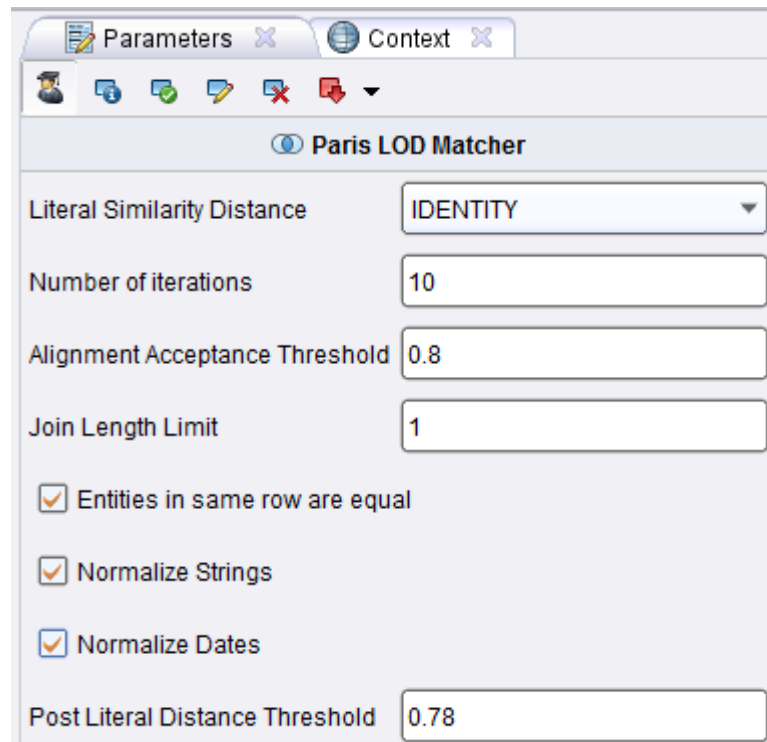 Parameters Context
Paris LOD Matcher
Literal Similarity Distance IDENTITY
Number of iterations 10
Alignment Acceptance Threshold 0.8
Join Length Limit 1
Entities in same row are equal
Normalize Strings
Normalize Dates
Post Literal Distance Threshold 0.78